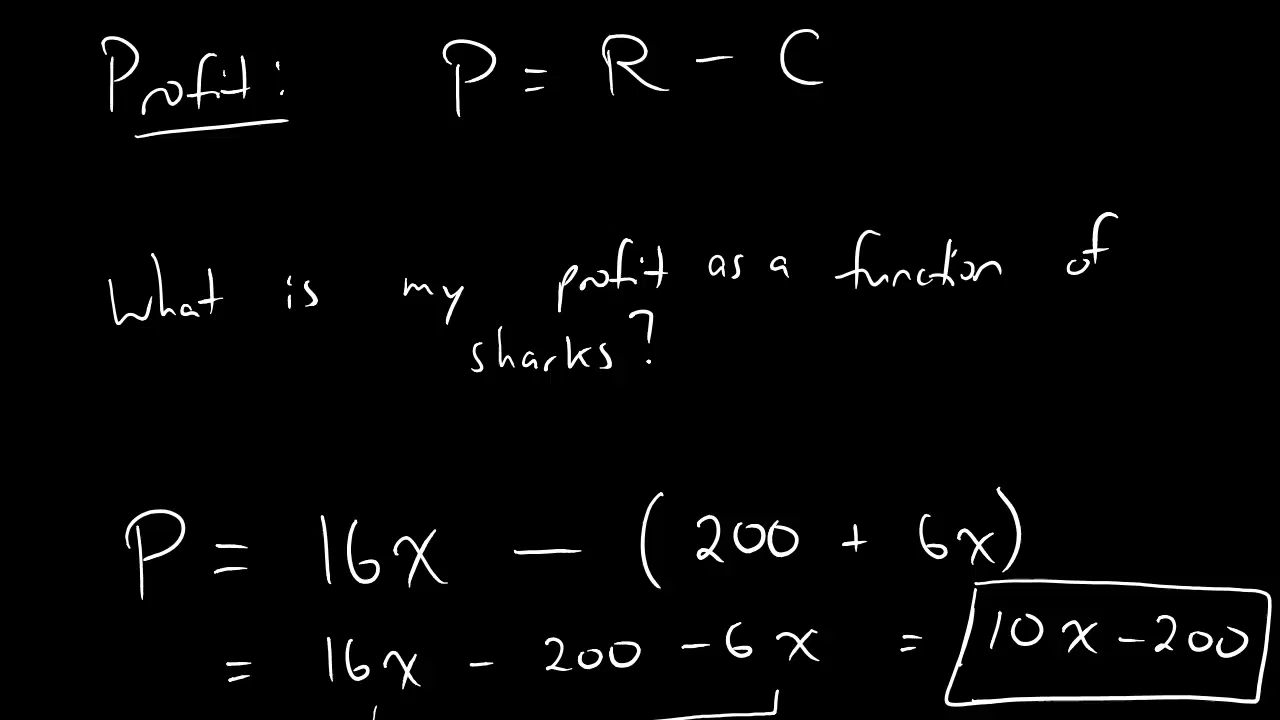 Profit: P = R - C
What is my profit as a function of
sharks?
P = 16x - (200 + 6x)
= 16x - 200 - 6x = 10x - 200